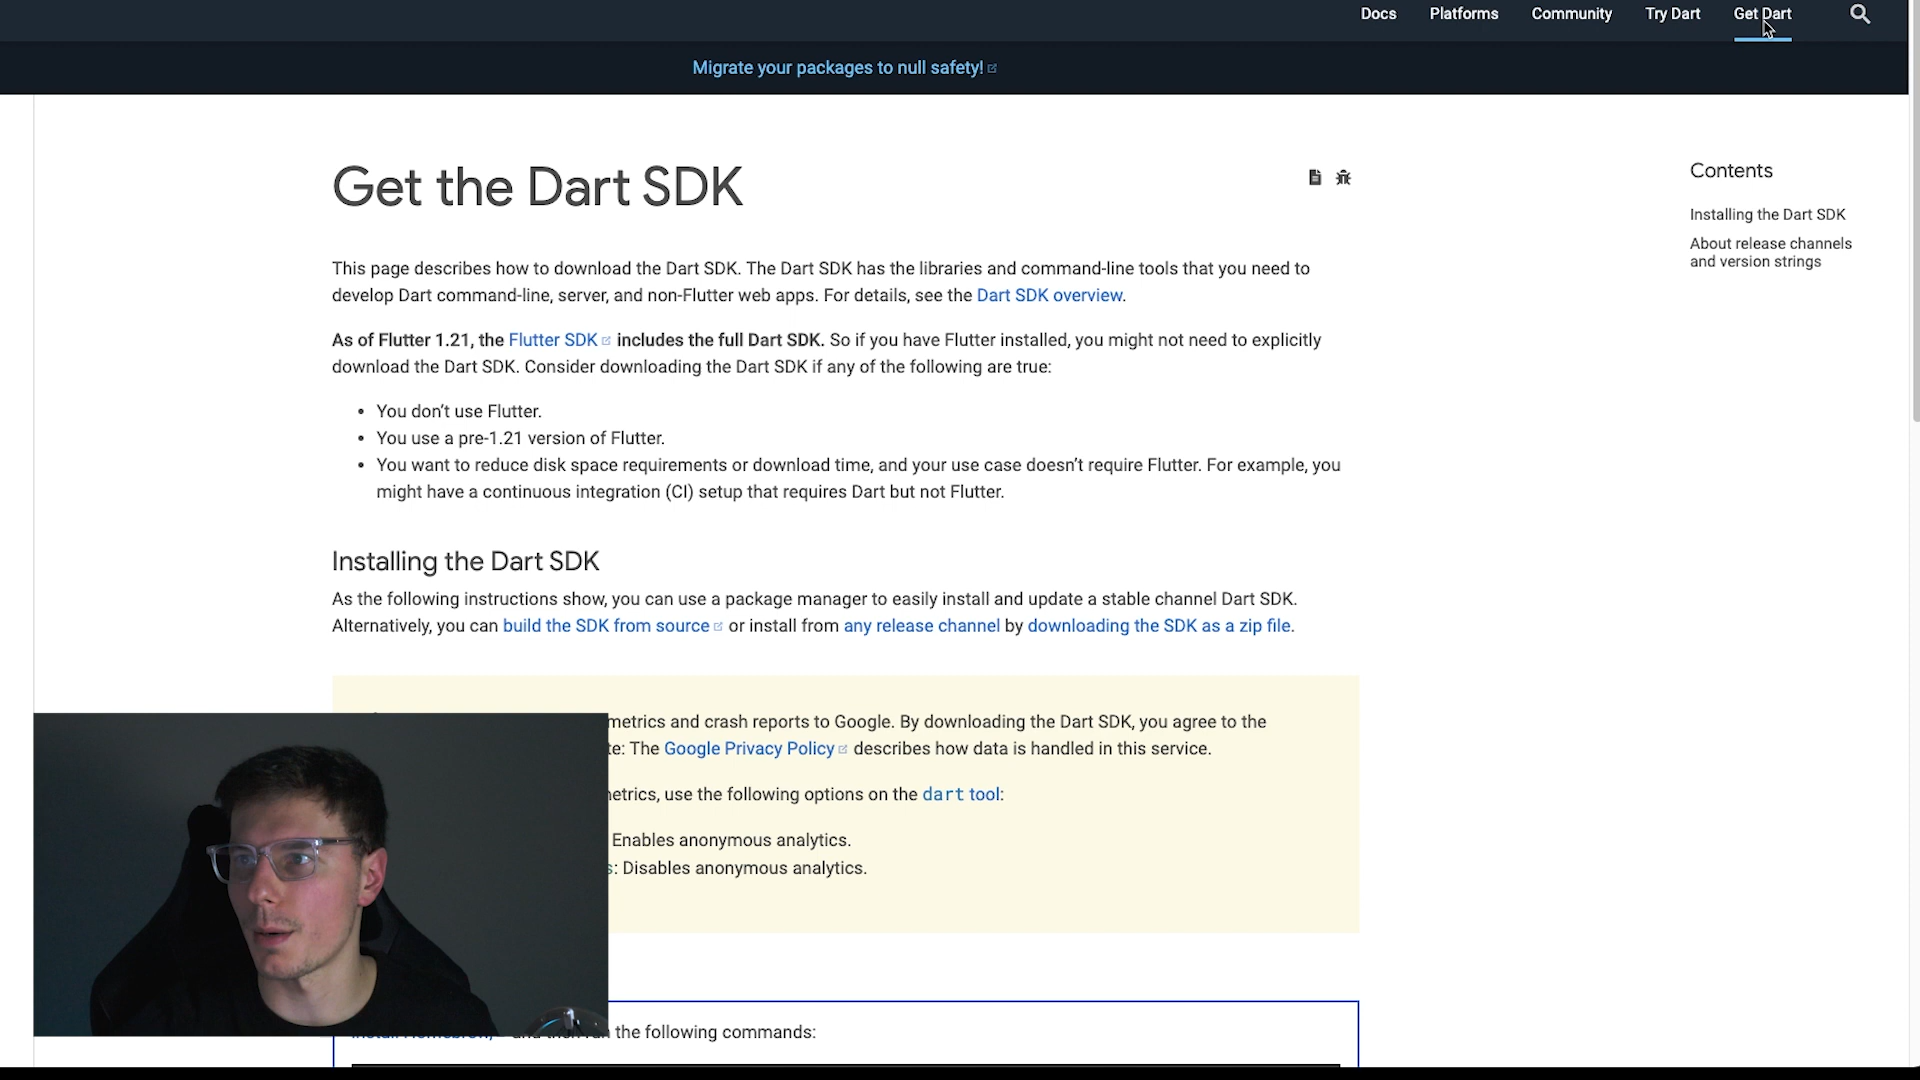 Docs Platforms Community Try Dart Get Dart
Migrate your packages to null safety!
Get the Dart SDK
Contents
Installing the Dart SDK
About release channels
and version strings
This page describes how to download the Dart SDK. The Dart SDK has the libraries and command-line tools that you need to
develop Dart command-line, server, and non-Flutter web apps. For details, see the Dart SDK overview.
As of Flutter 1.21, the Flutter SDK includes the full Dart SDK. So if you have Flutter installed, you might not need to explicitly
download the Dart SDK. Consider downloading the Dart SDK if any of the following are true:
• You don’t use Flutter.
• You use a pre-1.21 version of Flutter.
• You want to reduce disk space requirements or download time, and your use case doesn’t require Flutter. For example, you
might have a continuous integration (CI) setup that requires Dart but not Flutter.
Installing the Dart SDK
As the following instructions show, you can use a package manager to easily install and update a stable channel Dart SDK.
Alternatively, you can build the SDK from source or install from any release channel by downloading the SDK as a zip file.
metrics and crash reports to Google. By downloading the Dart SDK, you agree to the
The Google Privacy Policy describes how data is handled in this service.
metrics, use the following options on the dart tool:
Enables anonymous analytics.
: Disables anonymous analytics.
the following commands: